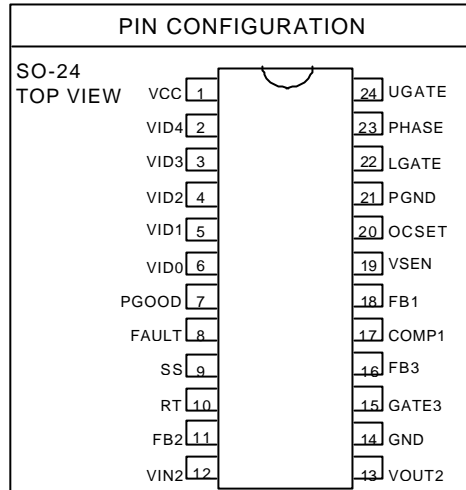 PIN CONFIGURATION
SO-24
TOP VIEW
VCC 1 24 UGATE
VID4 2 23 PHASE
VID3 3 22 LGATE
VID2 4 21 PGND
VID1 5 20 OCSET
VID0 6 19 VSEN
PGOOD 7 18 FB1
FAULT 8 17 COMP1
SS 9 16 FB3
RT 10 15 GATE3
FB2 11 14 GND
VIN2 12 13 VOUT2